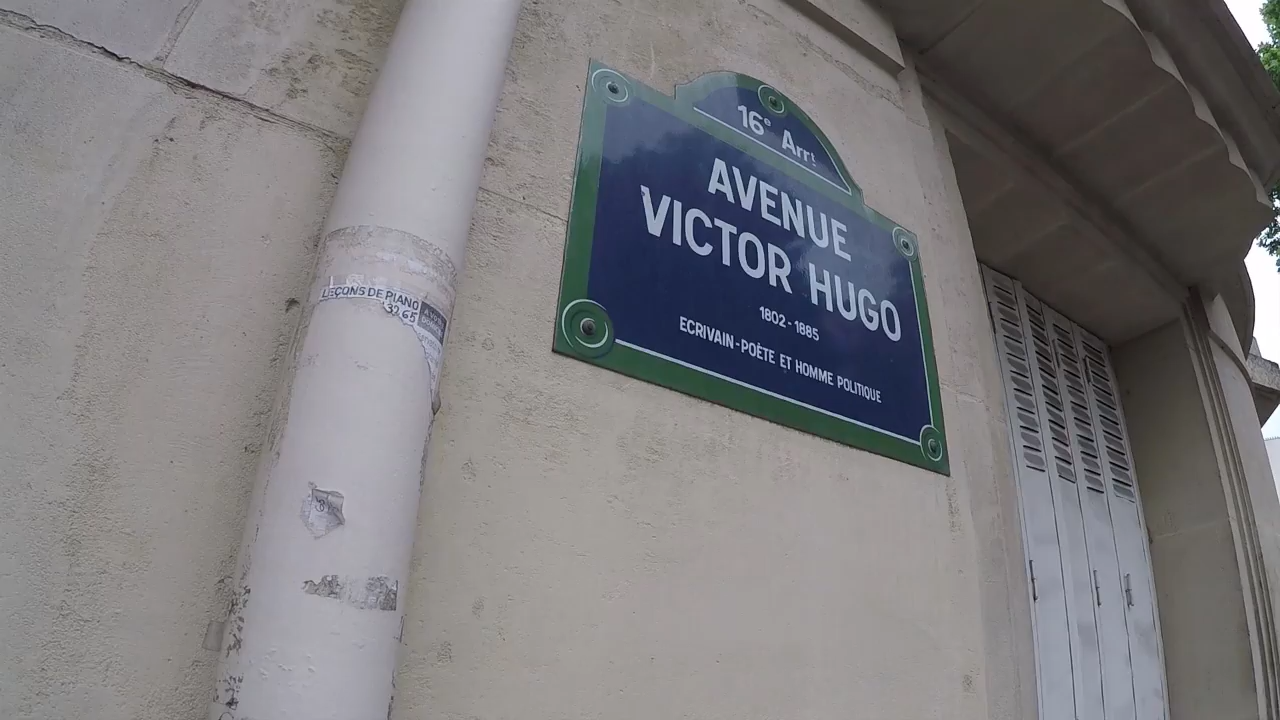 16e Arrt
AVENUE
VICTOR HUGO
1802-1885
ECRIVAIN-POÈTE ET HOMME POLITIQUE
LEÇONS DE PIANO